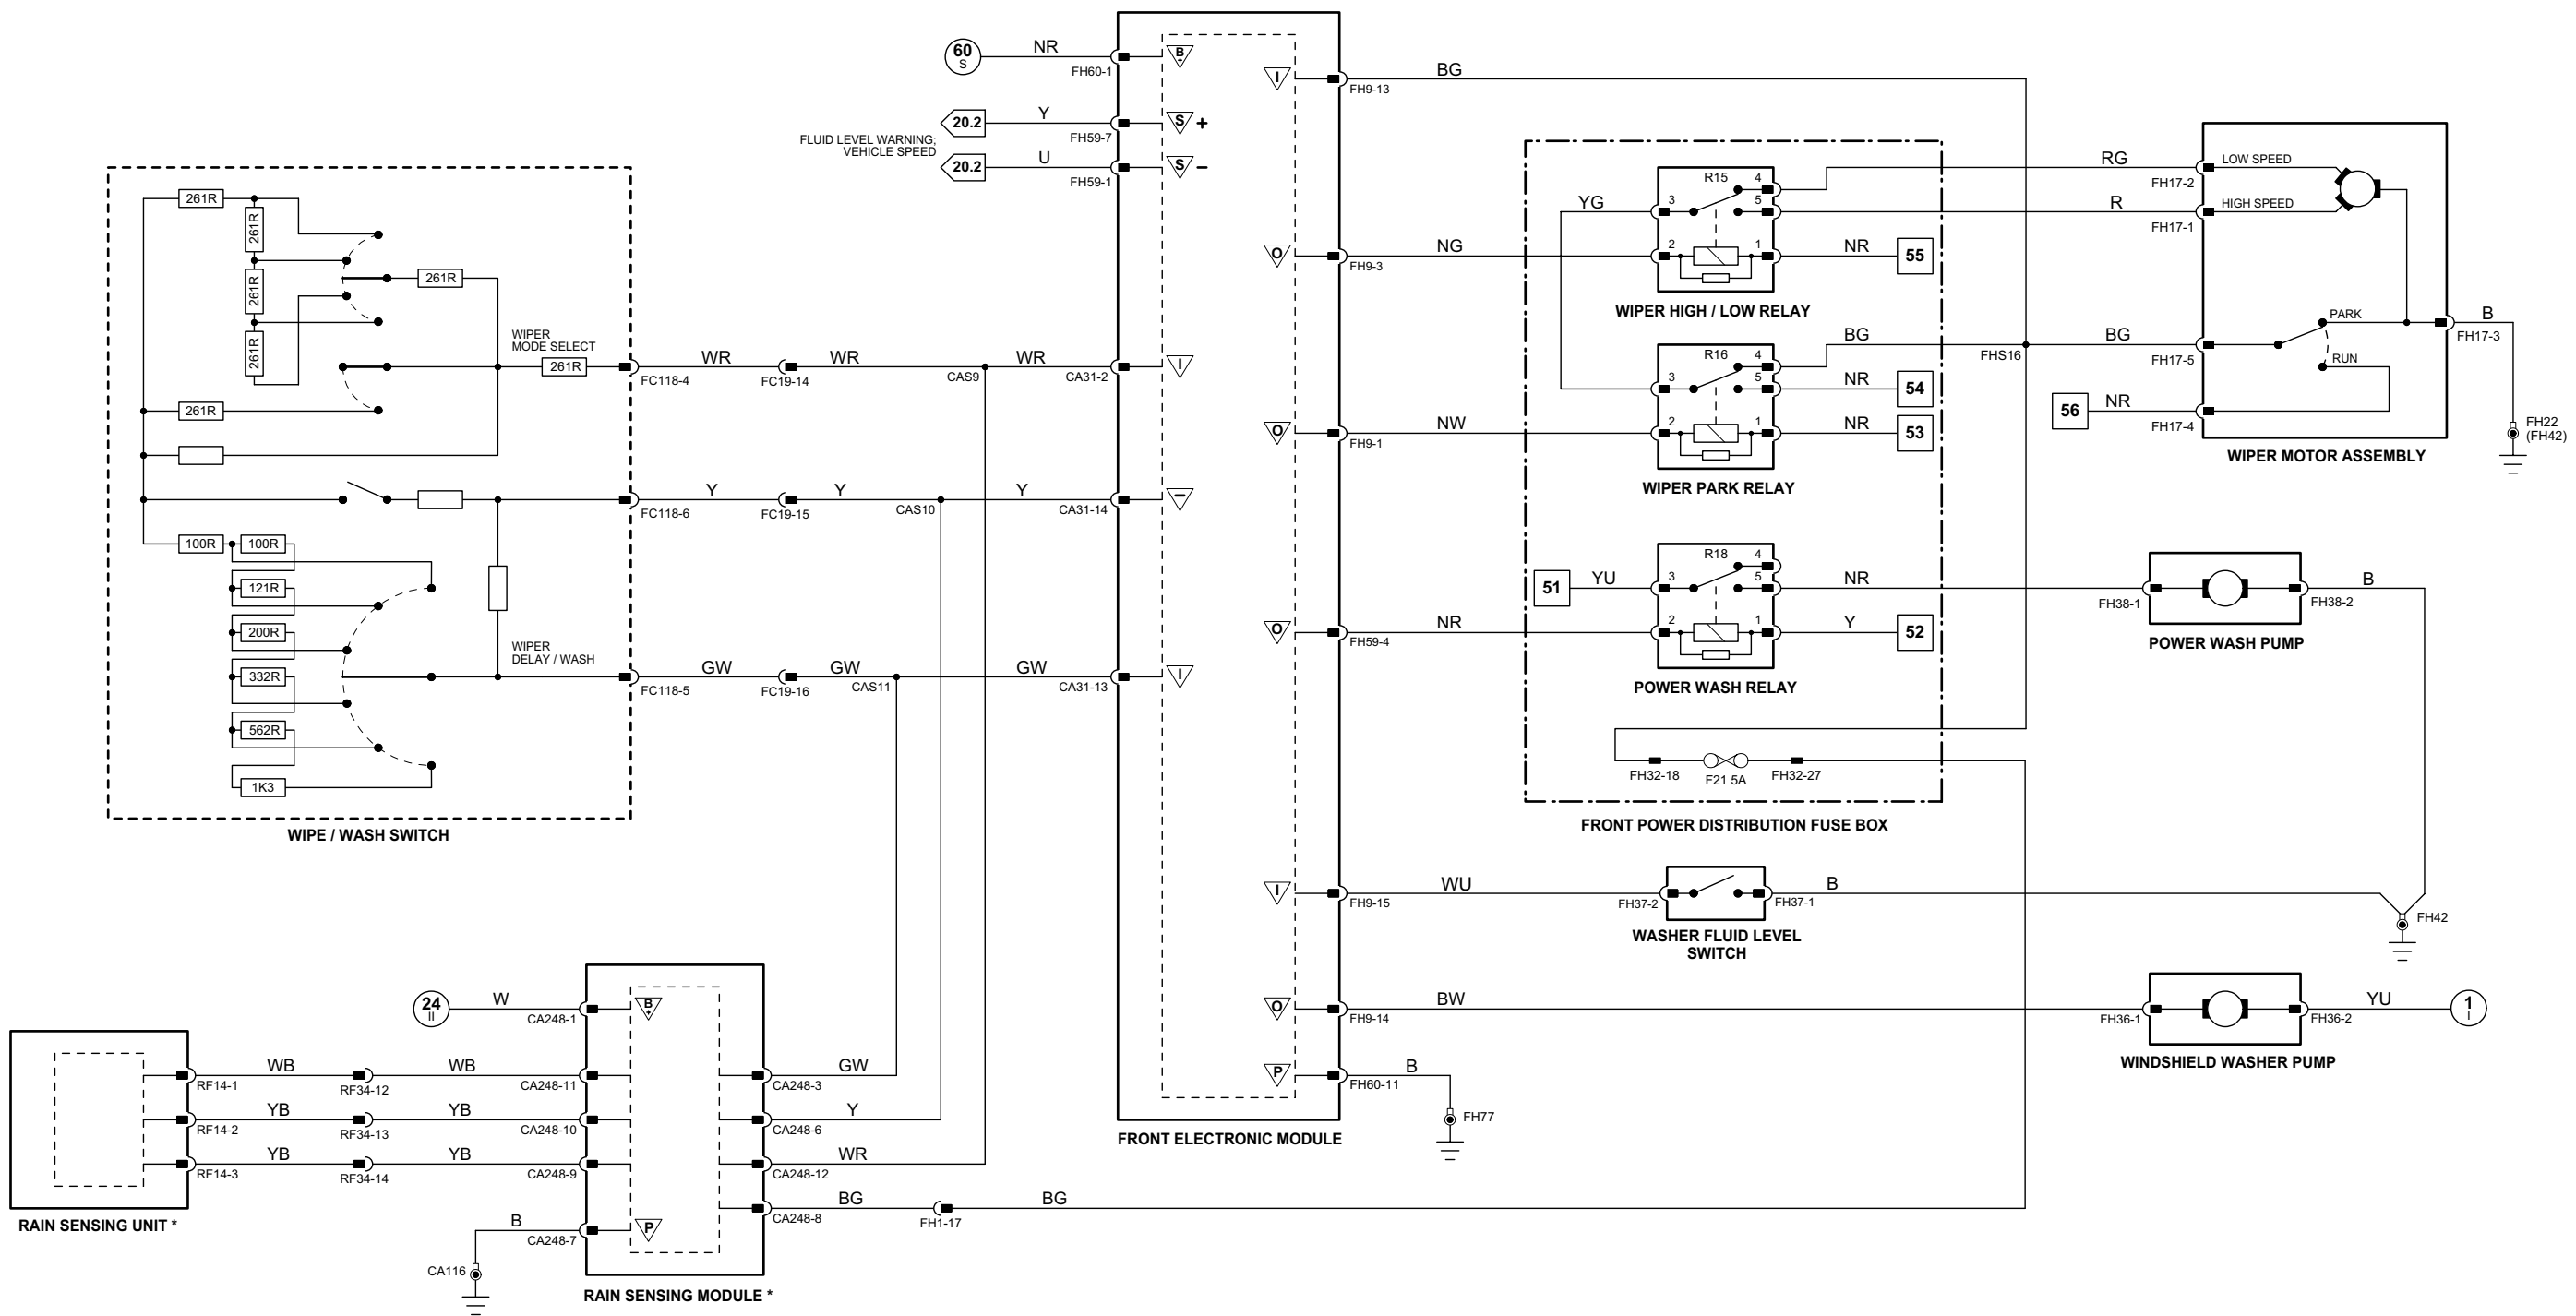 60
S
NR
FH60-1
B
+
20.2
Y
FH59-7
S
+
FLUID LEVEL WARNING;
VEHICLE SPEED
20.2
U
FH59-1
S
−
261R
261R
261R
261R
261R
WIPER
MODE SELECT
261R
261R
FC118-4
WR
FC19-14
WR
CAS9
WR
CA31-2
I
FC118-6
Y
FC19-15
Y
CAS10
Y
CA31-14
−
100R
100R
121R
200R
332R
562R
1K3
WIPER
DELAY / WASH
FC118-5
GW
FC19-16
GW
CAS11
GW
CA31-13
I
WIPE / WASH SWITCH
I
FH9-13
BG
O
FH9-3
NG
O
FH9-1
NW
O
FH59-4
NR
I
FH9-15
WU
O
FH9-14
BW
P
FH60-11
B
FH77
FRONT ELECTRONIC MODULE
YG
R15
3
4
5
2
1
NR
55
WIPER HIGH / LOW RELAY
R16
3
4
5
2
1
BG
NR
54
NR
53
WIPER PARK RELAY
51
YU
R18
3
4
5
2
1
NR
Y
52
POWER WASH RELAY
FH32-18
F21 5A
FH32-27
FRONT POWER DISTRIBUTION FUSE BOX
FHS16
RG
FH17-2
LOW SPEED
R
FH17-1
HIGH SPEED
BG
FH17-5
PARK
RUN
56
NR
FH17-4
B
FH17-3
FH22
(FH42)
WIPER MOTOR ASSEMBLY
FH38-1
FH38-2
B
POWER WASH PUMP
FH37-2
FH37-1
B
FH42
WASHER FLUID LEVEL
SWITCH
FH36-1
FH36-2
YU
1
I
WINDSHIELD WASHER PUMP
24
II
W
CA248-1
B
+
RF14-1
WB
RF34-12
WB
CA248-11
RF14-2
YB
RF34-13
YB
CA248-10
RF14-3
YB
RF34-14
YB
CA248-9
RAIN SENSING UNIT *
B
CA248-7
P
CA116
CA248-3
GW
CA248-6
Y
CA248-12
WR
CA248-8
BG
FH1-17
BG
RAIN SENSING MODULE *